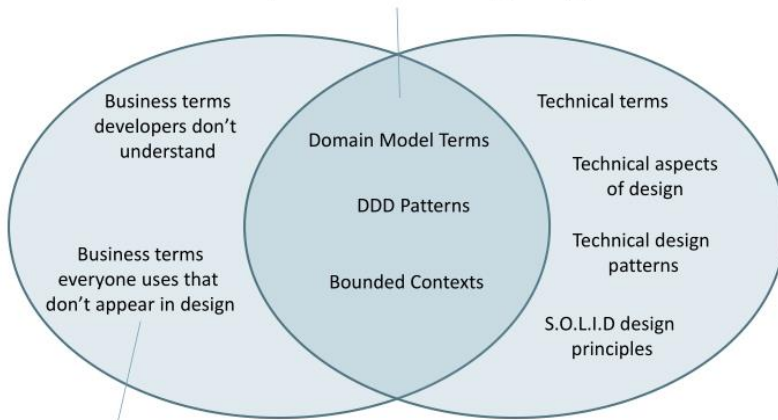 Business terms
developers don't
understand
Business terms
everyone uses that
don't appear in design
Domain Model Terms
DDD Patterns
Bounded Contexts
Technical terms
Technical aspects
of design
Technical design
patterns
S.O.L.I.D design
principles